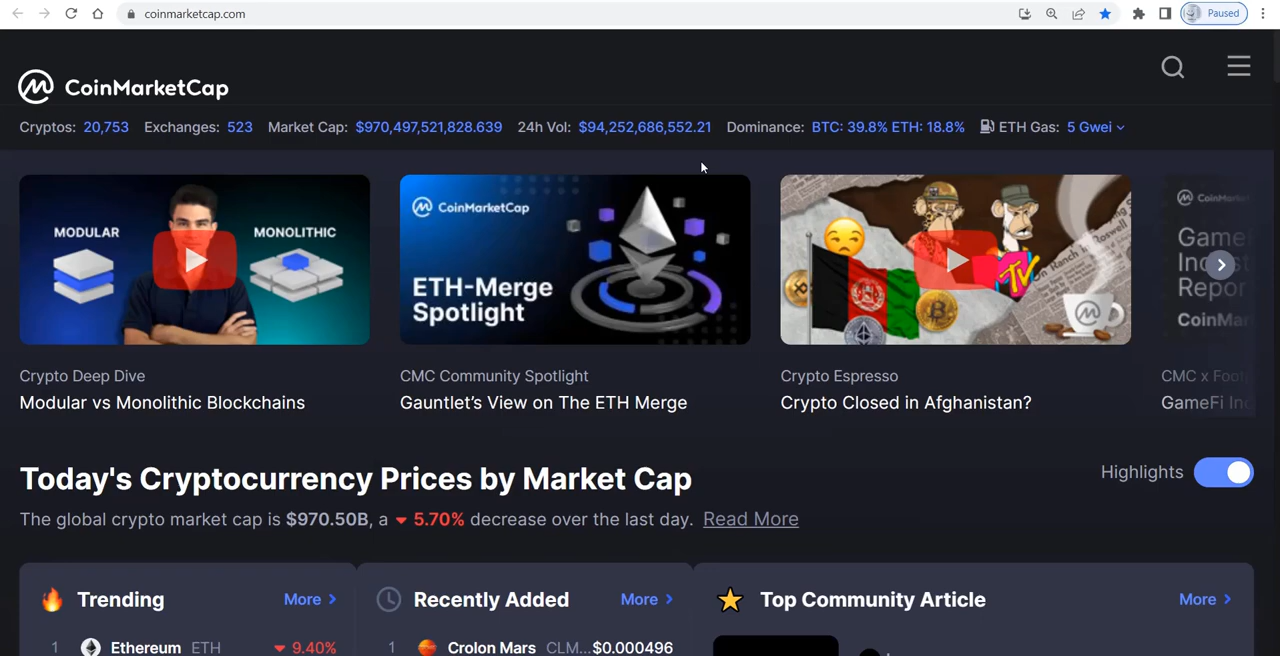 coinmarketcap.com
Paused
CoinMarketCap
Cryptos: 20,753 Exchanges: 523 Market Cap: $970,497,521,828.639 24h Vol: $94,252,686,552.21 Dominance: BTC: 39.8% ETH: 18.8% ETH Gas: 5 Gwei
MODULAR
MONOLITHIC
CoinMarketCap
ETH-Merge
Spotlight
TV
Crypto Deep Dive
Modular vs Monolithic Blockchains
CMC Community Spotlight
Gauntlet's View on The ETH Merge
Crypto Espresso
Crypto Closed in Afghanistan?
CMC x
GameFi
Today's Cryptocurrency Prices by Market Cap
Highlights
The global crypto market cap is $970.50B, a 5.70% decrease over the last day. Read More
Trending More
Recently Added More
Top Community Article More
1 Ethereum ETH 9.40%
1 Crolon Mars CLM... $0.000496